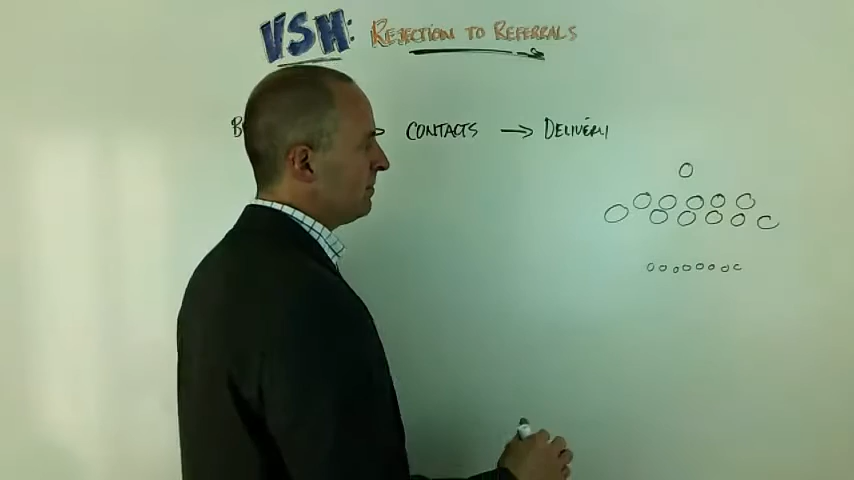 VSH: REJECTION TO REFERRALS
CONTACTS → DELIVERY